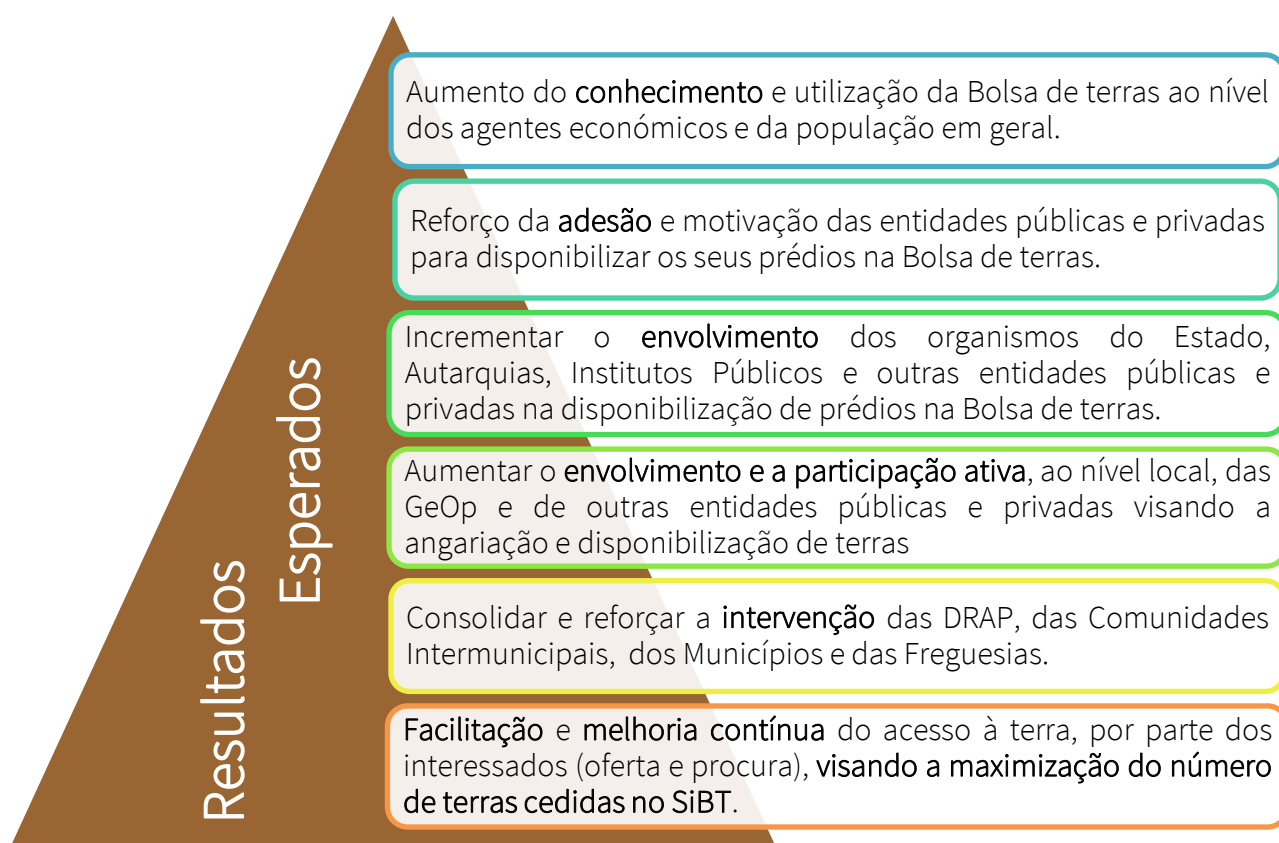 Aumento do conhecimento e utilização da Bolsa de terras ao nível
dos agentes económicos e da população em geral.
Reforço da adesão e motivação das entidades públicas e privadas
para disponibilizar os seus prédios na Bolsa de terras.
Incrementar o envolvimento dos organismos do Estado,
Autarquias, Institutos Públicos e outras entidades públicas e
privadas na disponibilização de prédios na Bolsa de terras.
Aumentar o envolvimento e a participação ativa, ao nível local, das
GeOp e de outras entidades públicas e privadas visando a
angariação e disponibilização de terras
Consolidar e reforçar a intervenção das DRAP, das Comunidades
Intermunicipais, dos Municípios e das Freguesias.
Facilitação e melhoria contínua do acesso à terra, por parte dos
interessados (oferta e procura), visando a maximização do número
de terras cedidas no SiBT.
Resultados
Esperados